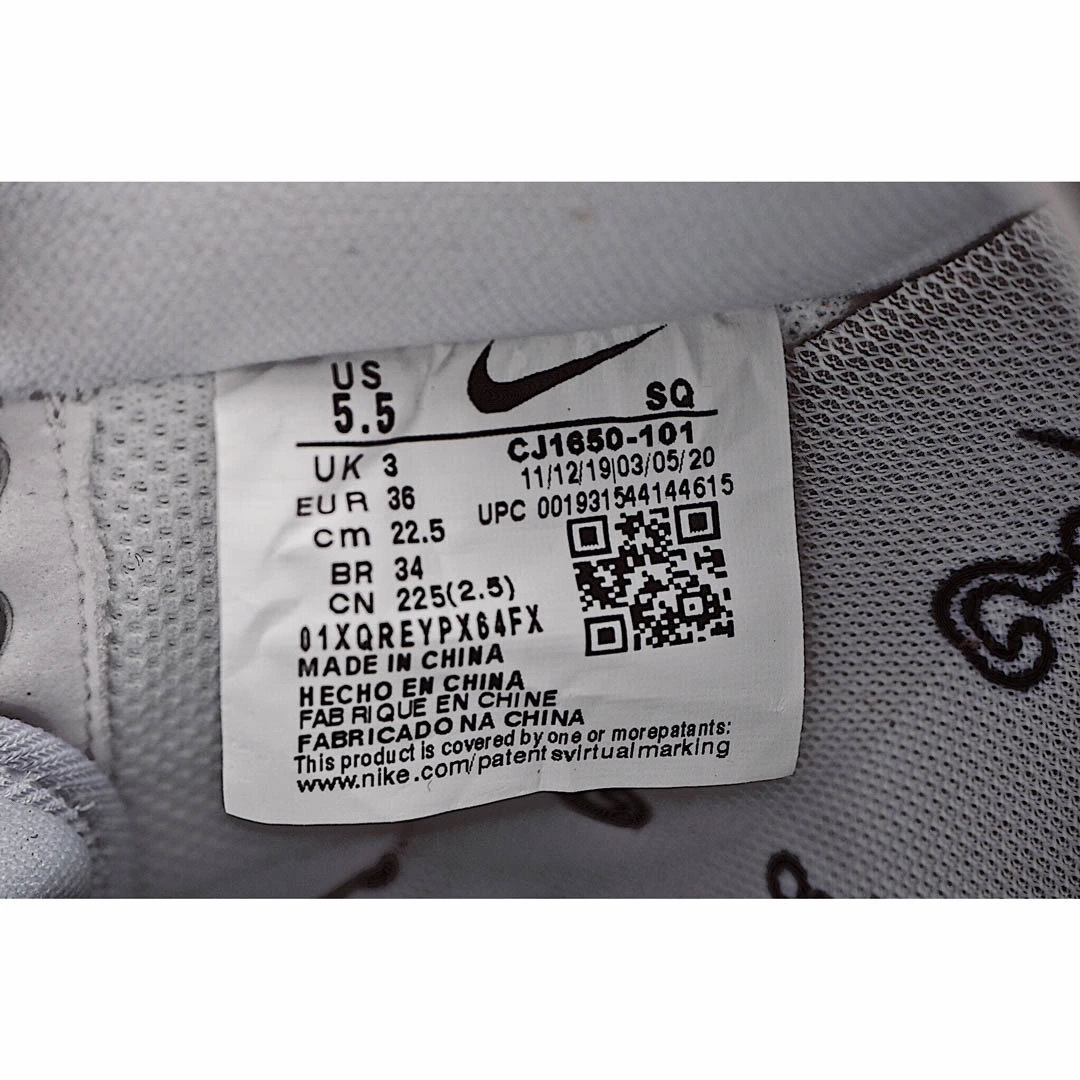 US
5.5
SQ
UK 3
CJ1650-101
EUR 36
11/12/19|03/05/20
cm 22.5
UPC 001931544144615
BR 34
CN 225(2.5)
01XQREYPX64FX
MADE IN CHINA
HECHO EN CHINA
FABRIQUE EN CHINE
FABRICADO NA CHINA
This product is covered by one or morepatants:
www.nike.com/patentsvirtual marking